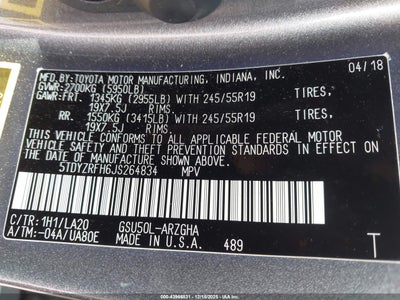 MFD.BY:TOYOTA MOTOR MANUFACTURING, INDIANA, INC.
GVWR:2700KG (5950LB) 04/18
GAWR:FRT. 1345KG (2955LB) WITH 245/55R19 TIRES,
19X7.5J RIMS
RR. 1550KG (3415LB) WITH 245/55R19 TIRES,
19X7.5J RIMS
THIS VEHICLE CONFORMS TO ALL APPLICABLE FEDERAL MOTOR
VEHICLE SAFETY AND THEFT PREVENTION STANDARDS IN EFFECT
ON THE DATE OF MANUFACTURE SHOWN ABOVE.
5TDYZRFH6JS264834 MPV
C/TR:1H1/LA20 GSU50L-ARZGHA
A/TM:-04A/UA80E MADE IN U.S.A. 489 T
000-43998531 - 12/18/2025 -